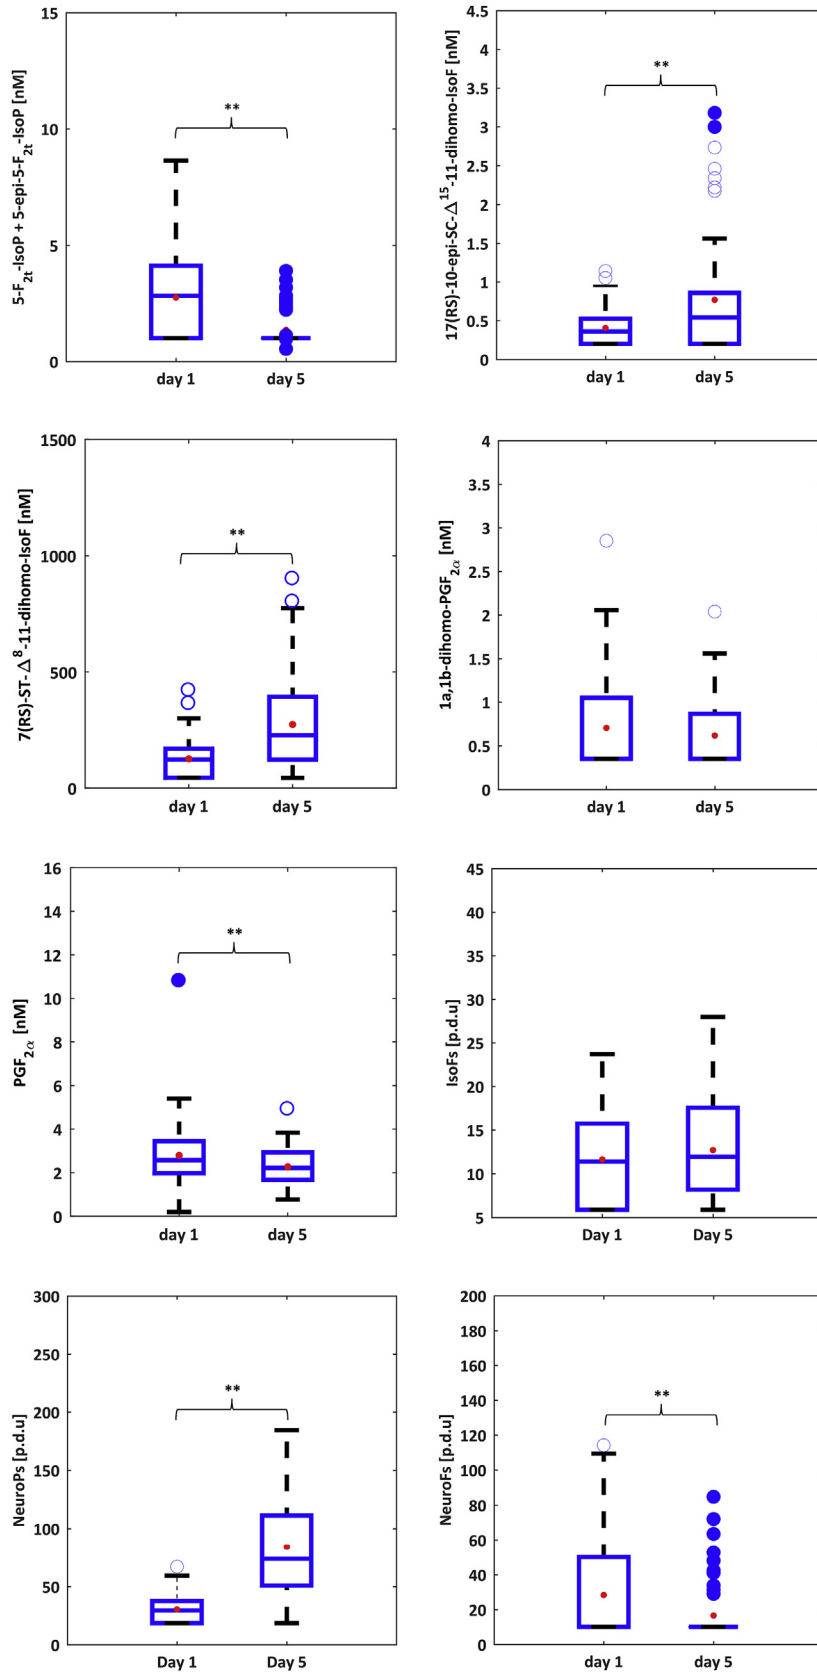 5-F2t-IsoP + 5-epi-5-F2t-IsoP [nM]
15
10
5
0
**
day 1
day 5
17(RS)-10-epi-SC-Δ15-11-dihomo-IsoF [nM]
4.5
4
3.5
3
2.5
2
1.5
1
0.5
0
**
day 1
day 5
7(RS)-ST-Δ8-11-dihomo-IsoF [nM]
1500
1000
500
0
**
day 1
day 5
1a,1b-dihomo-PGF2α [nM]
4
3.5
3
2.5
2
1.5
1
0.5
0
day 1
day 5
PGF2α [nM]
16
14
12
10
8
6
4
2
0
**
day 1
day 5
IsoFs [p.d.u]
45
40
35
30
25
20
15
10
5
Day 1
Day 5
NeuroPs [p.d.u]
300
250
200
150
100
50
0
**
Day 1
Day 5
NeuroFs [p.d.u]
200
180
160
140
120
100
80
60
40
20
0
**
day 1
day 5